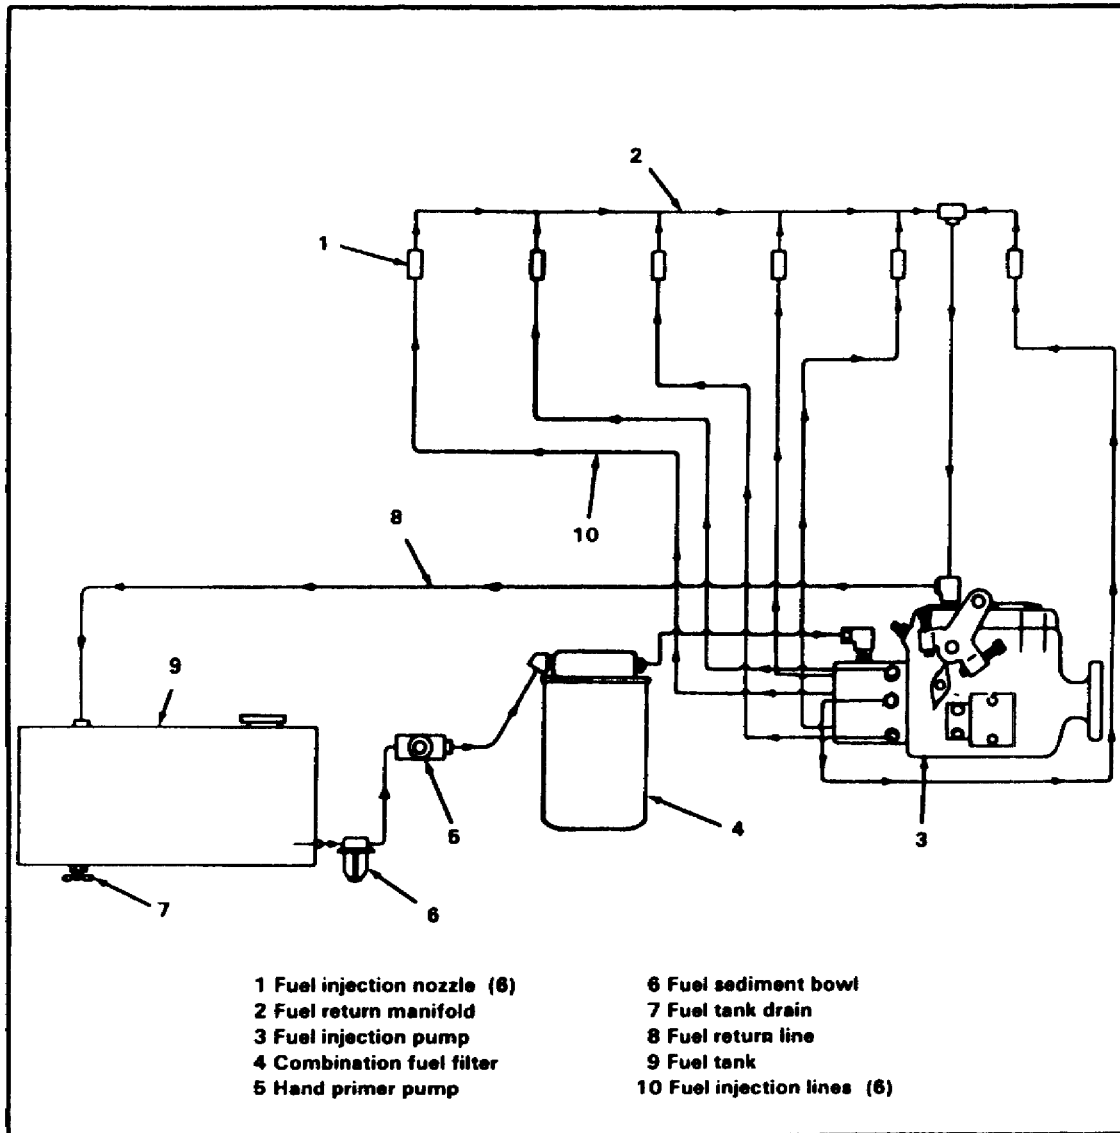 2
1
10
8
9
5
4
3
7
6
1 Fuel injection nozzle (6)
2 Fuel return manifold
3 Fuel injection pump
4 Combination fuel filter
5 Hand primer pump
6 Fuel sediment bowl
7 Fuel tank drain
8 Fuel return line
9 Fuel tank
10 Fuel injection lines (6)